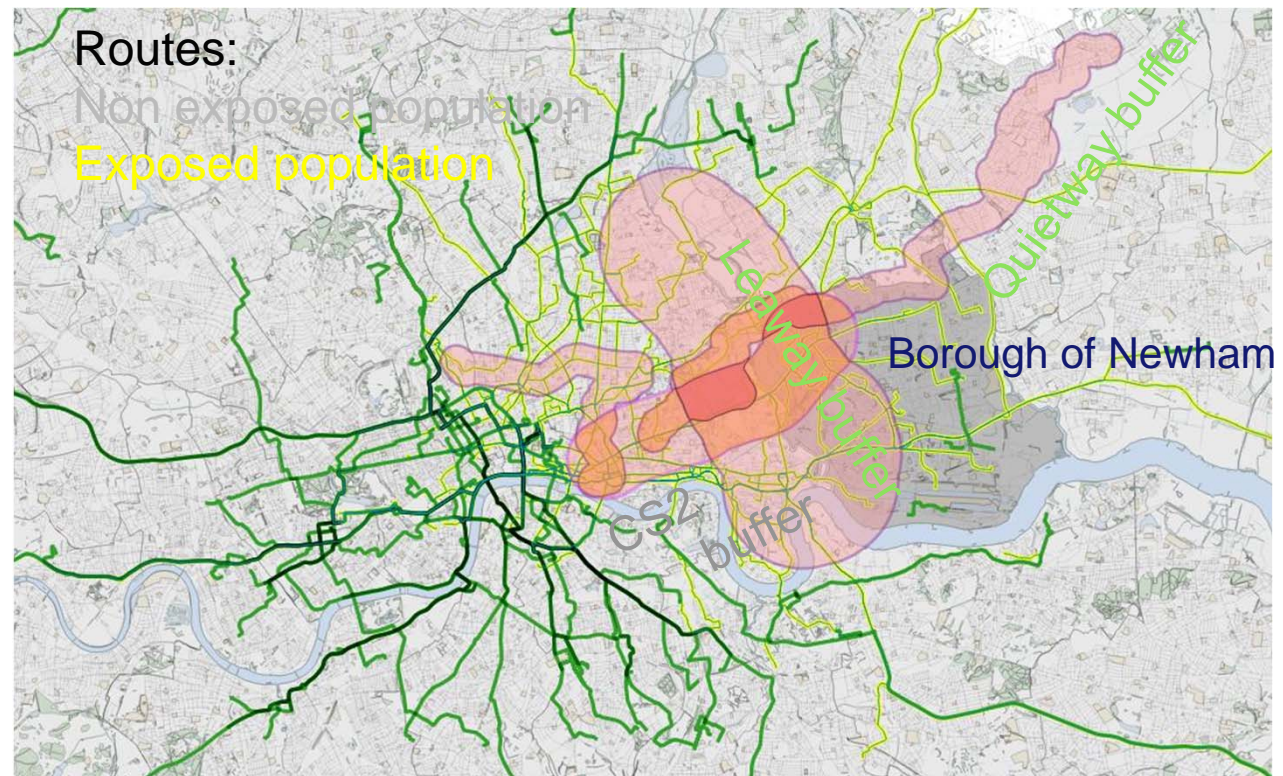 Routes:
Non exposed population
Exposed population
Quietway buffer
Leaway buffer
Borough of Newham
CS2
buffer